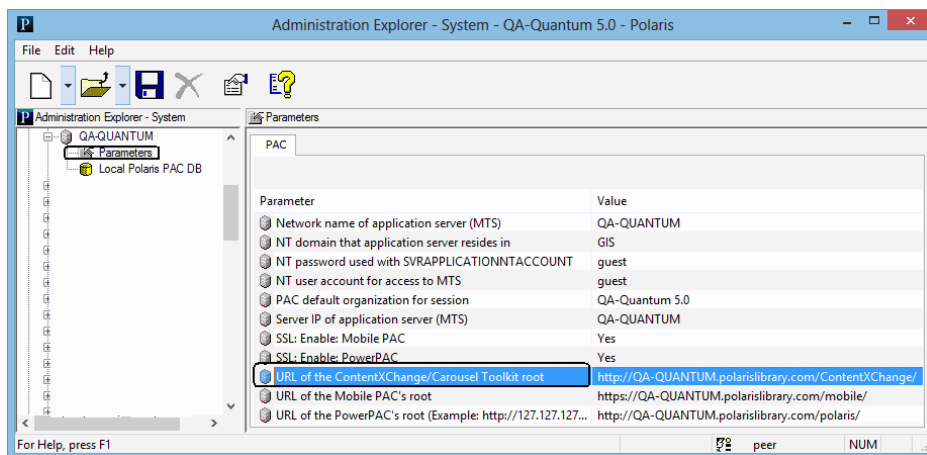 Administration Explorer - System - QA-Quantum 5.0 - Polaris
File Edit Help
Administration Explorer - System
Parameters
QA-QUANTUM
Parameters
Local Polaris PAC DB
PAC
Parameter Value
Network name of application server (MTS) QA-QUANTUM
NT domain that application server resides in GIS
NT password used with SVRAPPLICATIONNTACCOUNT guest
NT user account for access to MTS guest
PAC default organization for session QA-Quantum 5.0
Server IP of application server (MTS) QA-QUANTUM
SSL: Enable: Mobile PAC Yes
SSL: Enable: PowerPAC Yes
URL of the ContentXChange/Carousel Toolkit root http://QA-QUANTUM.polarislibrary.com/ContentXChange/
URL of the Mobile PAC's root https://QA-QUANTUM.polarislibrary.com/mobile/
URL of the PowerPAC's root (Example: http://127.127.127... http://QA-QUANTUM.polarislibrary.com/polaris/
For Help, press F1
peer
NUM